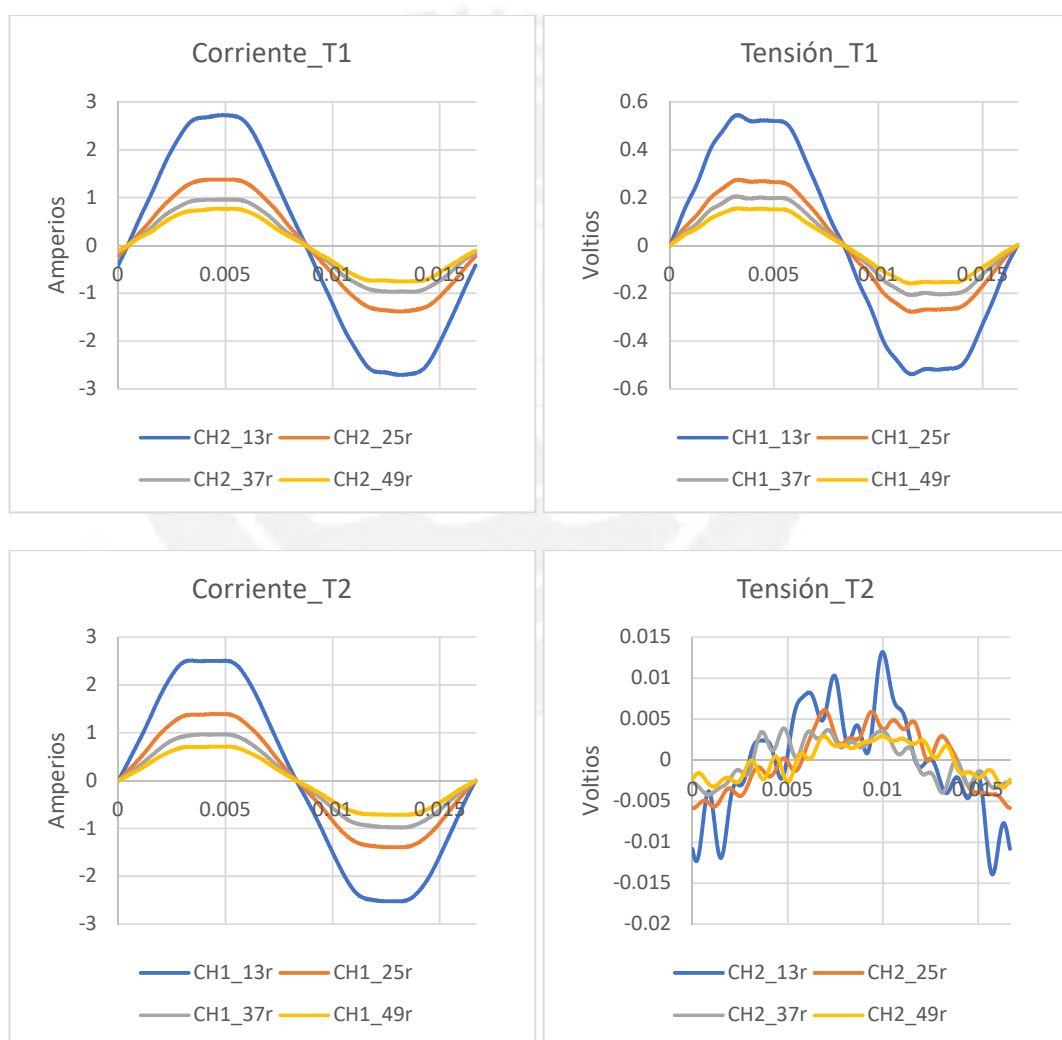 Corriente_T1
3
2
1
0
-1
-2
-3
0
0.005
0.01
0.015
Amperios
CH2_13r
CH2_25r
CH2_37r
CH2_49r
Tensión_T1
0.6
0.4
0.2
0
-0.2
-0.4
-0.6
0
0.005
0.01
0.015
Voltios
CH1_13r
CH1_25r
CH1_37r
CH1_49r
Corriente_T2
3
2
1
0
-1
-2
-3
0
0.005
0.01
0.015
Amperios
CH1_13r
CH1_25r
CH1_37r
CH1_49r
Tensión_T2
0.015
0.01
0.005
0
-0.005
-0.01
-0.015
-0.02
0
0.005
0.01
0.015
Voltios
CH2_13r
CH2_25r
CH2_37r
CH2_49r